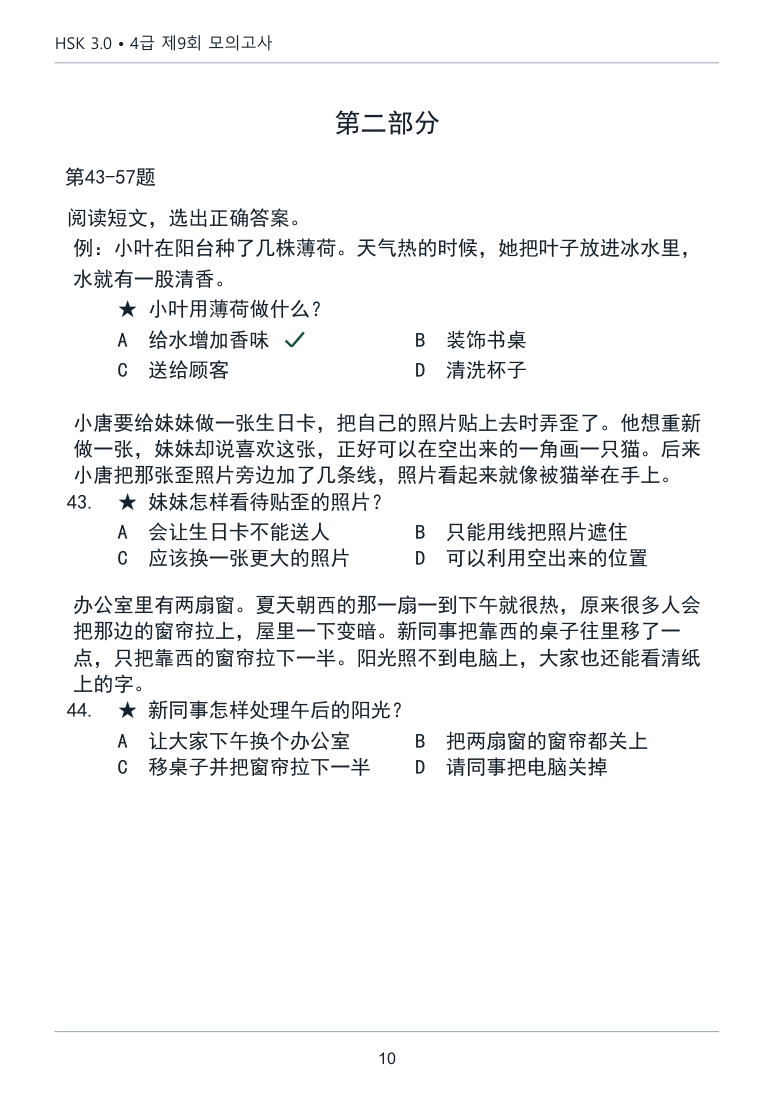 HSK 3.0 • 4급 제9회 모의고사
第二部分
第43-57题
阅读短文，选出正确答案。
例：小叶在阳台种了几株薄荷。天气热的时候，她把叶子放进冰水里，
水就有一股清香。
★ 小叶用薄荷做什么？
A 给水增加香味 ✓ B 装饰书桌
C 送给顾客 D 清洗杯子
小唐要给妹妹做一张生日卡，把自己的照片贴上去时弄歪了。他想重新
做一张，妹妹却说喜欢这张，正好可以在空出来的一角画一只猫。后来
小唐把那张歪照片旁边加了几条线，照片看起来就像被猫举在手上。
43. ★ 妹妹怎样看待贴歪的照片？
A 会让生日卡不能送人 B 只能用线把照片遮住
C 应该换一张更大的照片 D 可以利用空出来的位置
办公室里有两扇窗。夏天朝西的那一扇一到下午就很热，原来很多人会
把那边的窗帘拉上，屋里一下变暗。新同事把靠西的桌子往里移了一
点，只把靠西的窗帘拉下一半。阳光照不到电脑上，大家也还能看清纸
上的字。
44. ★ 新同事怎样处理午后的阳光？
A 让大家下午换个办公室 B 把两扇窗的窗帘都关上
C 移桌子并把窗帘拉下一半 D 请同事把电脑关掉
10